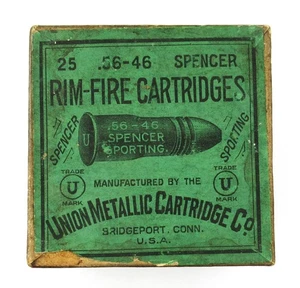 25 .56-46 SPENCER
RIM-FIRE CARTRIDGES
SPENCER
U
.56-46
SPENCER
SPORTING.
SPORTING
TRADE
U
MARK
MANUFACTURED BY THE
TRADE
U
MARK
UNION METALLIC CARTRIDGE CO.
BRIDGEPORT, CONN.
U.S.A.